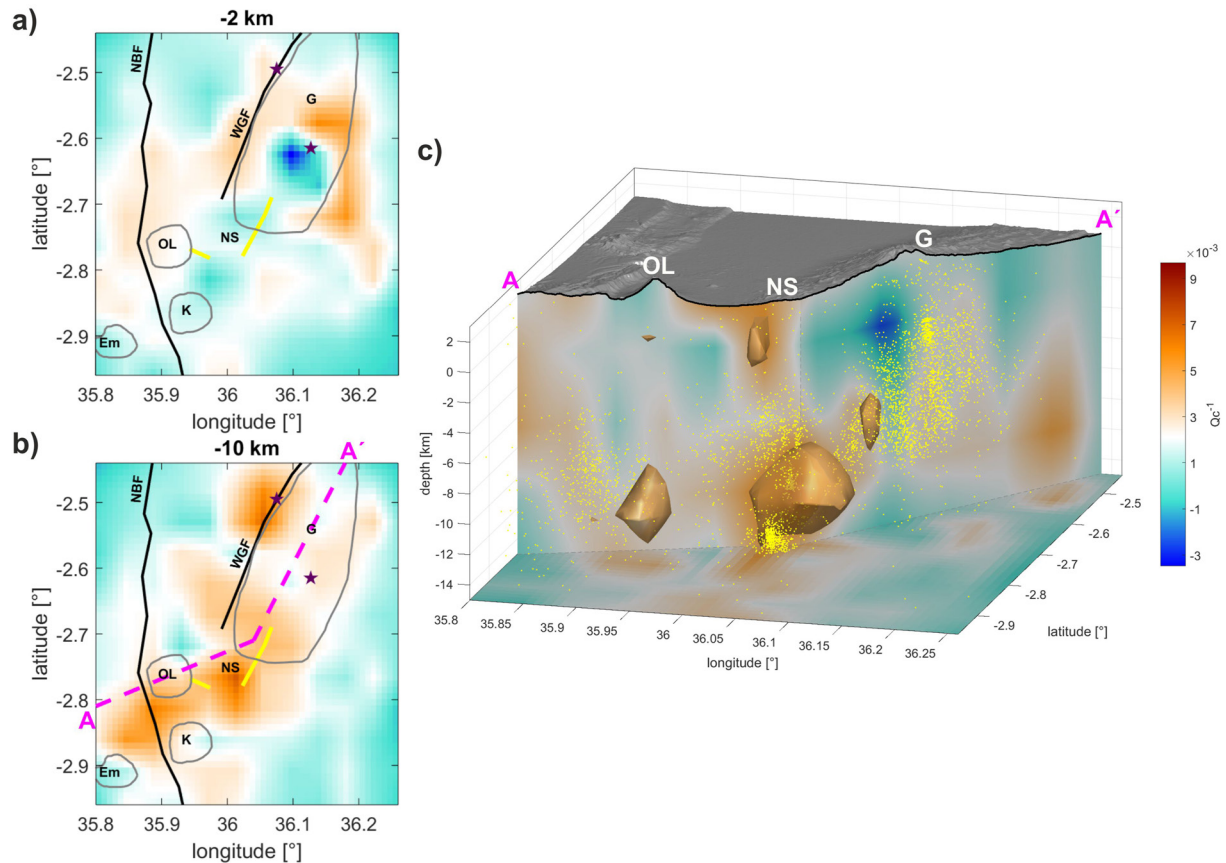 a)
-2 km
NBF
WGF
G
OL
NS
K
Em
-2.5
-2.6
-2.7
-2.8
-2.9
latitude [°]
35.8
35.9
36
36.1
36.2
longitude [°]
b)
-10 km
A´
NBF
WGF
G
OL
NS
A
K
Em
-2.5
-2.6
-2.7
-2.8
-2.9
latitude [°]
35.8
35.9
36
36.1
36.2
longitude [°]
c)
A
OL
NS
G
A´
2
0
-2
-4
-6
-8
-10
-12
-14
depth [km]
35.8
35.85
35.9
35.95
36
36.05
36.1
36.15
36.2
36.25
longitude [°]
-2.5
-2.6
-2.7
-2.8
-2.9
latitude [°]
×10⁻³
9
7
5
3
1
-1
-3
Qc⁻¹